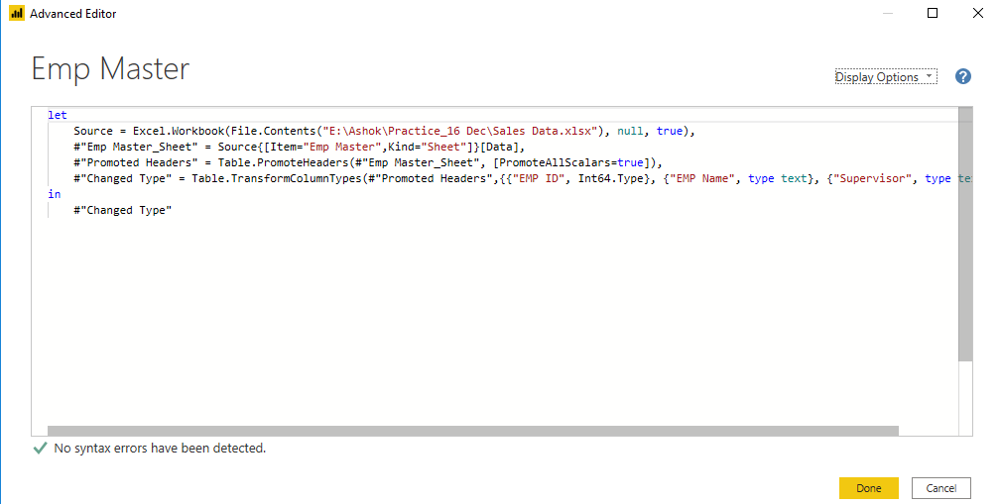 Advanced Editor
Emp Master
Display Options
?
let
Source = Excel.Workbook(File.Contents("E:\Ashok\Practice_16 Dec\Sales Data.xlsx"), null, true),
#"Emp Master_Sheet" = Source{[Item="Emp Master",Kind="Sheet"]}[Data],
#"Promoted Headers" = Table.PromoteHeaders(#"Emp Master_Sheet", [PromoteAllScalars=true]),
#"Changed Type" = Table.TransformColumnTypes(#"Promoted Headers",{{"EMP ID", Int64.Type}, {"EMP Name", type text}, {"Supervisor", type te
in
#"Changed Type"
No syntax errors have been detected.
Done
Cancel